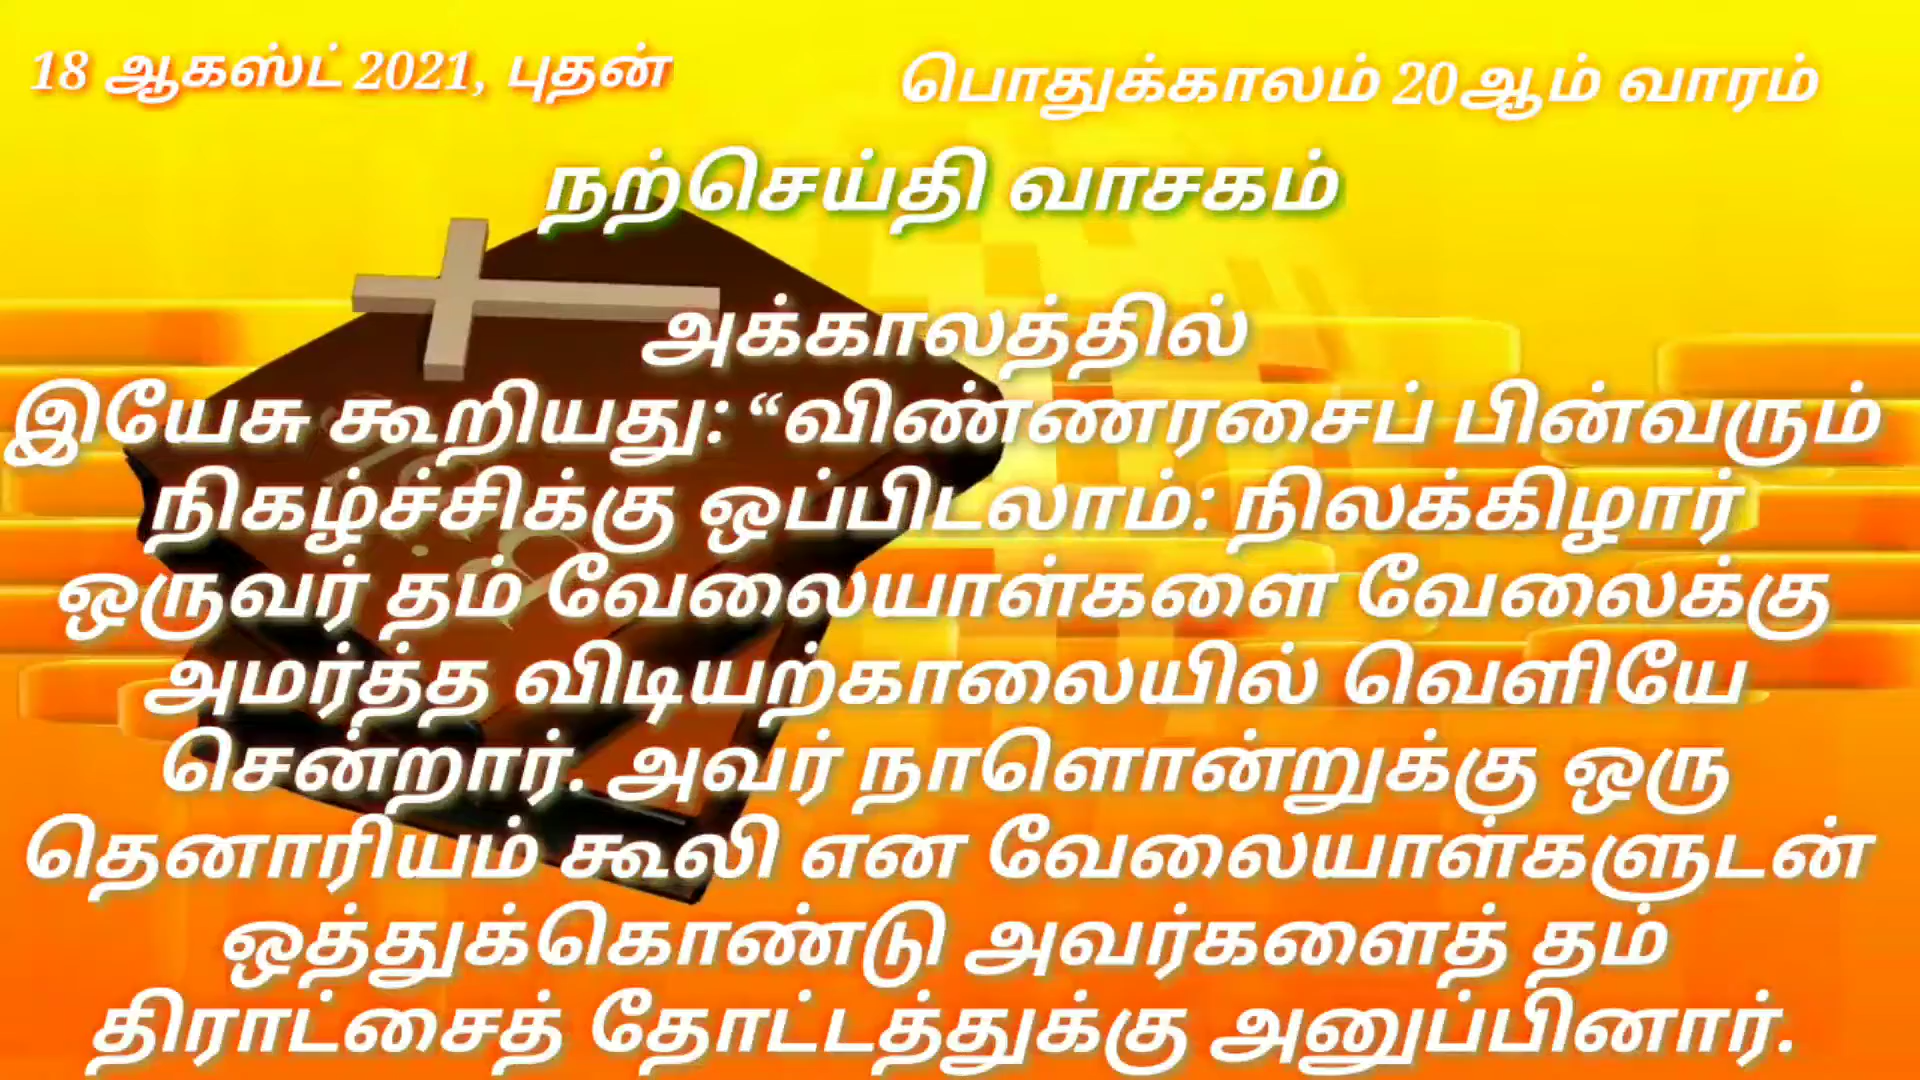 18 ஆகஸ்ட் 2021, புதன்
பொதுக்காலம் 20ஆம் வாரம்
நற்செய்தி வாசகம்
அக்காலத்தில்
இயேசு கூறியது: “விண்ணரசைப் பின்வரும்
நிகழ்ச்சிக்கு ஒப்பிடலாம்: நிலக்கிழார்
ஒருவர் தம் வேலையாள்களை வேலைக்கு
அமர்த்த விடியற்காலையில் வெளியே
சென்றார். அவர் நாளொன்றுக்கு ஒரு
தெனாரியம் கூலி என வேலையாள்களுடன்
ஒத்துக்கொண்டு அவர்களைத் தம்
திராட்சைத் தோட்டத்துக்கு அனுப்பினார்.